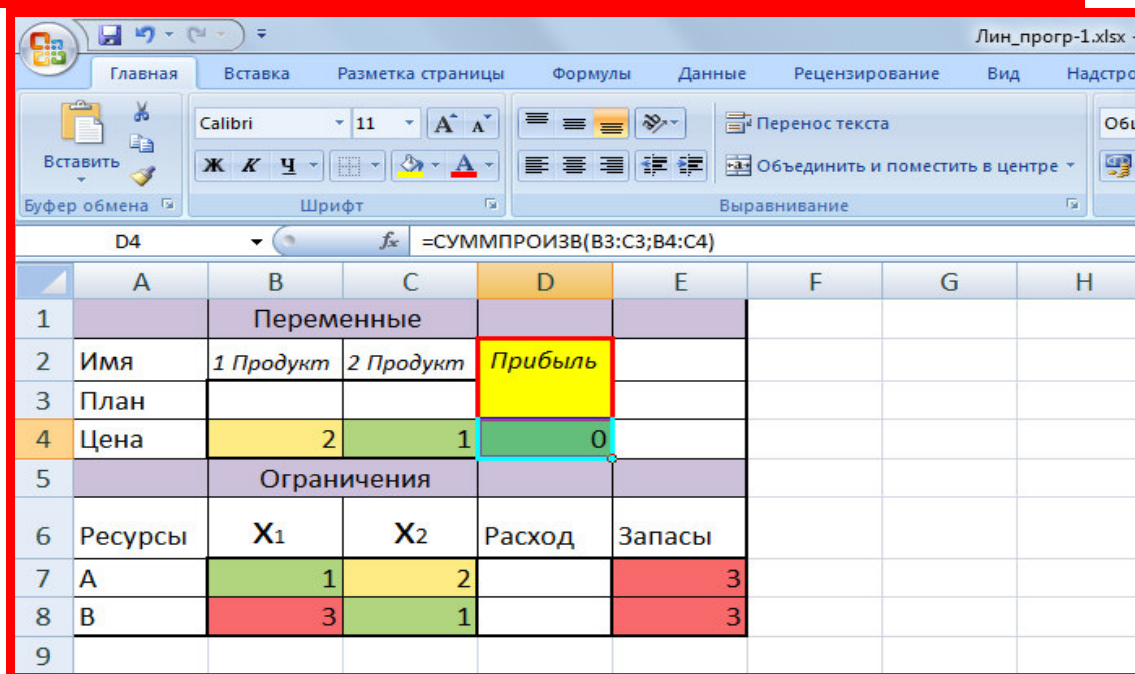 Лин_прогр-1.xlsx -
Главная Вставка Разметка страницы Формулы Данные Рецензирование Вид Надстро
Calibri 11 A A
Перенос текста
Общ
Вставить
Ж К Ч А
Объединить и поместить в центре
Буфер обмена Шрифт Выравнивание
D4 fx =СУММПРОИЗВ(B3:C3;B4:C4)
A B C D E F G H
1 Переменные
2 Имя 1 Продукт 2 Продукт Прибыль
3 План
4 Цена 2 1 0
5 Ограничения
6 Ресурсы X1 X2 Расход Запасы
7 А 1 2 3
8 В 3 1 3
9